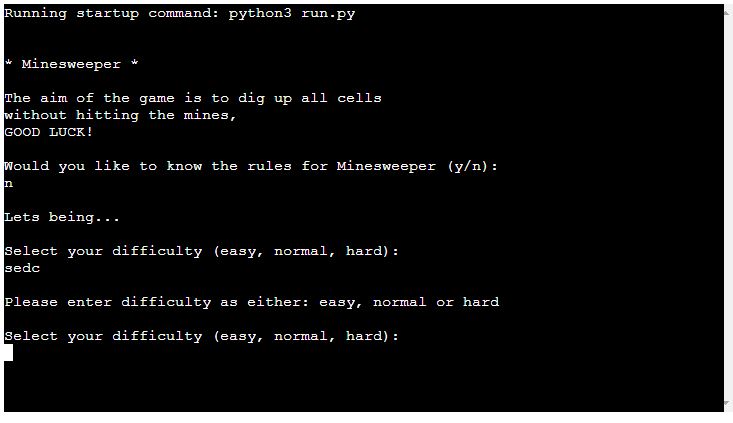 Running startup command: python3 run.py
* Minesweeper *
The aim of the game is to dig up all cells
without hitting the mines,
GOOD LUCK!
Would you like to know the rules for Minesweeper (y/n):
n
Lets being...
Select your difficulty (easy, normal, hard):
sedc
Please enter difficulty as either: easy, normal or hard
Select your difficulty (easy, normal, hard):